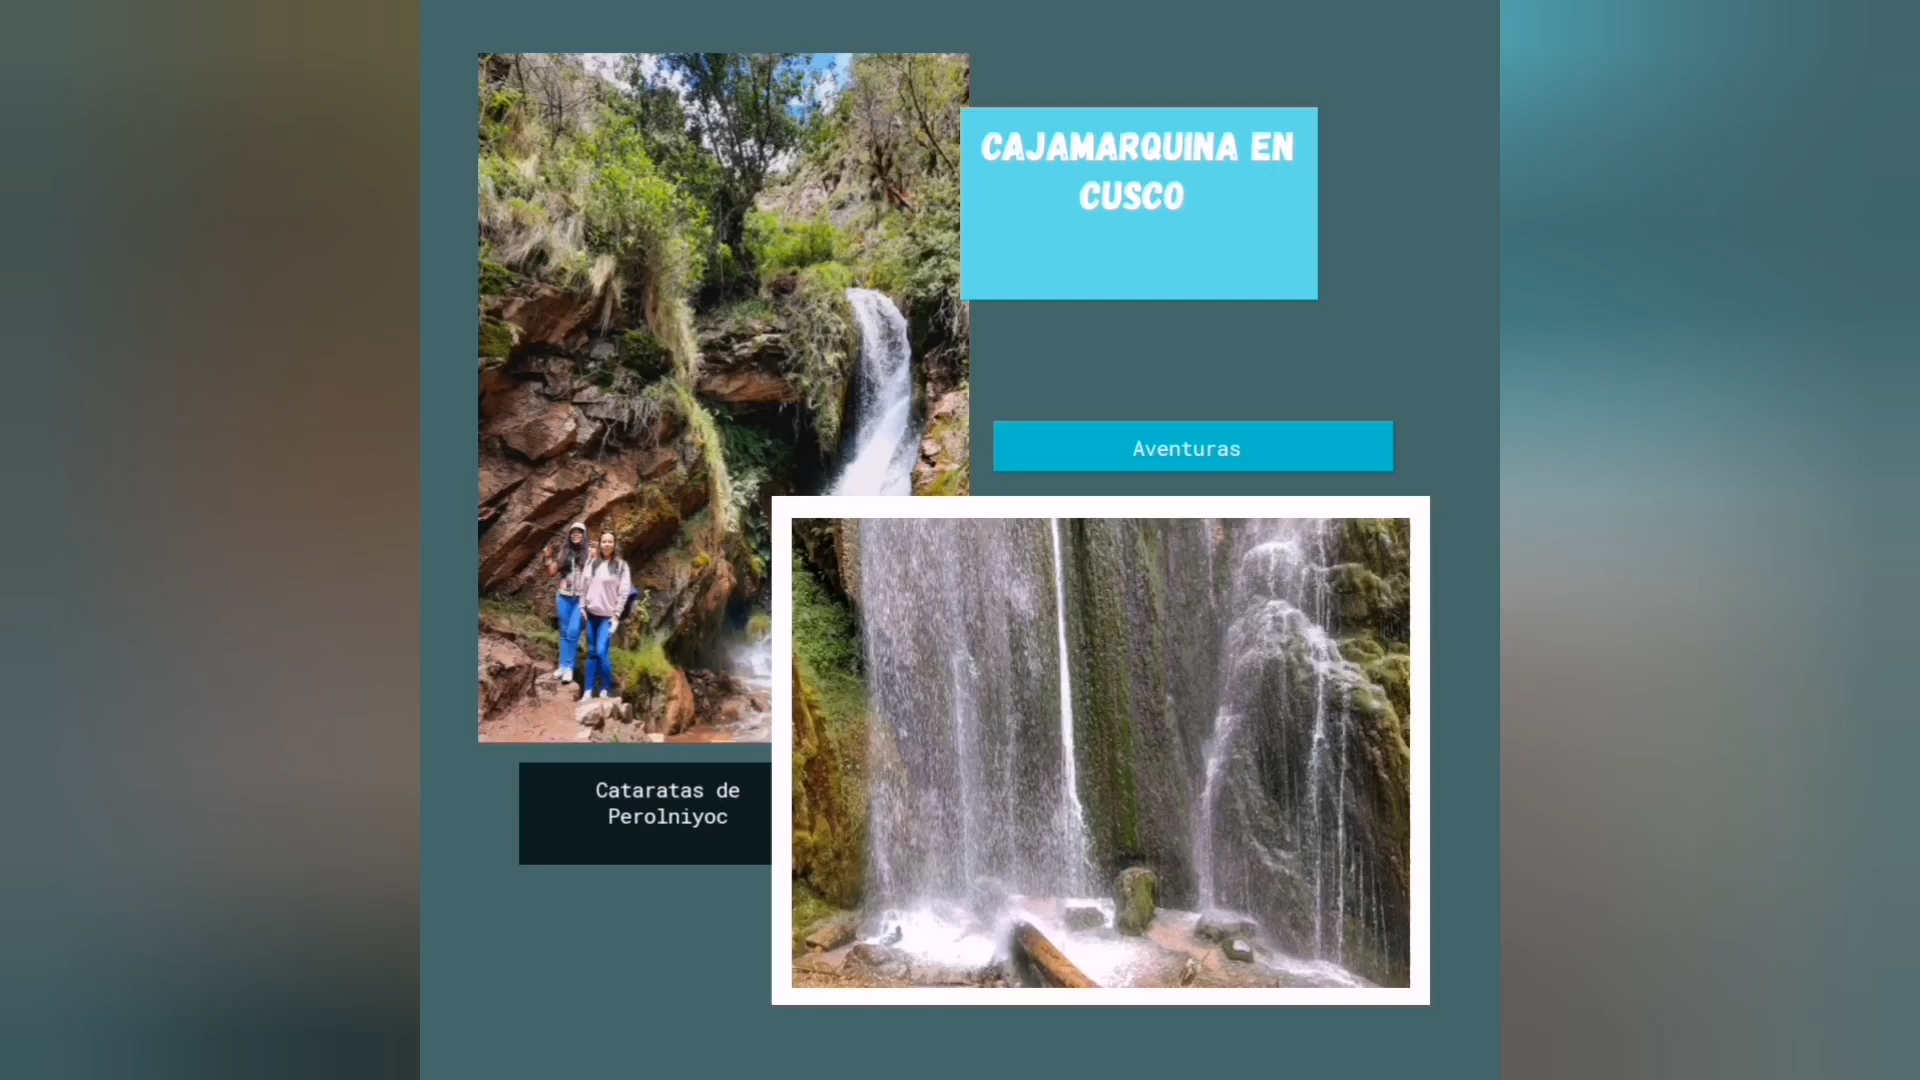 CAJAMARQUINA EN
CUSCO
Aventuras
Cataratas de
Perolniyoc